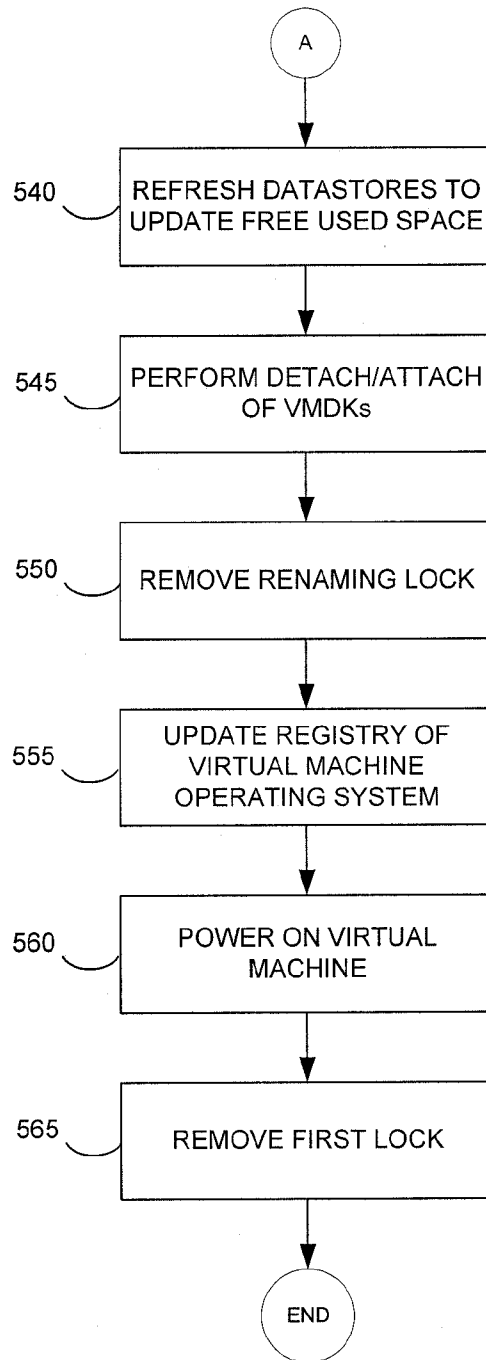 A
540
REFRESH DATASTORES TO
UPDATE FREE USED SPACE
545
PERFORM DETACH/ATTACH
OF VMDKs
550
REMOVE RENAMING LOCK
555
UPDATE REGISTRY OF
VIRTUAL MACHINE
OPERATING SYSTEM
560
POWER ON VIRTUAL
MACHINE
565
REMOVE FIRST LOCK
END